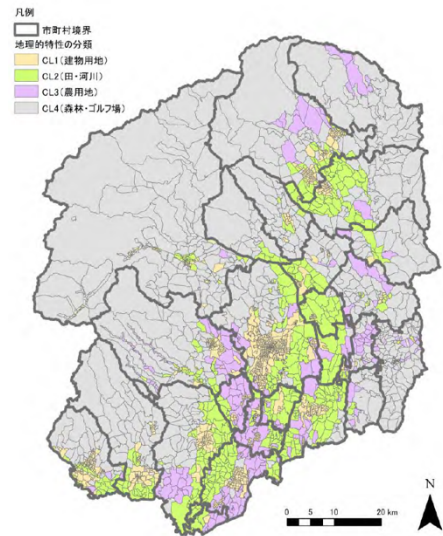 凡例
市町村境界
地理的特性の分類
CL1(建物用地)
CL2(田・河川)
CL3(農用地)
CL4(森林・ゴルフ場)
N
0 5 10 20 km